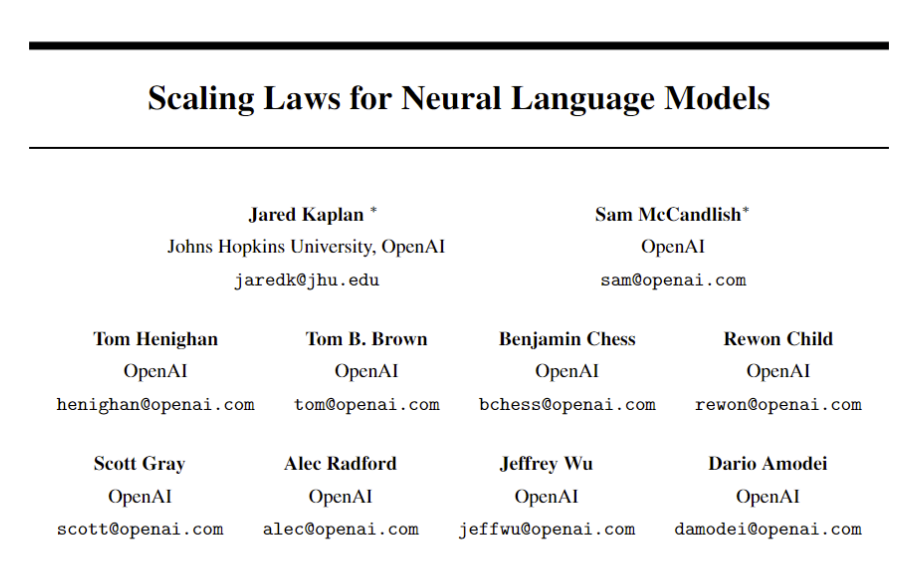 Scaling Laws for Neural Language Models
Jared Kaplan * Sam McCandlish*
Johns Hopkins University, OpenAI OpenAI
jaredk@jhu.edu sam@openai.com
Tom Henighan Tom B. Brown Benjamin Chess Rewon Child
OpenAI OpenAI OpenAI OpenAI
henighan@openai.com tom@openai.com bchess@openai.com rewon@openai.com
Scott Gray Alec Radford Jeffrey Wu Dario Amodei
OpenAI OpenAI OpenAI OpenAI
scott@openai.com alec@openai.com jeffwu@openai.com damodei@openai.com